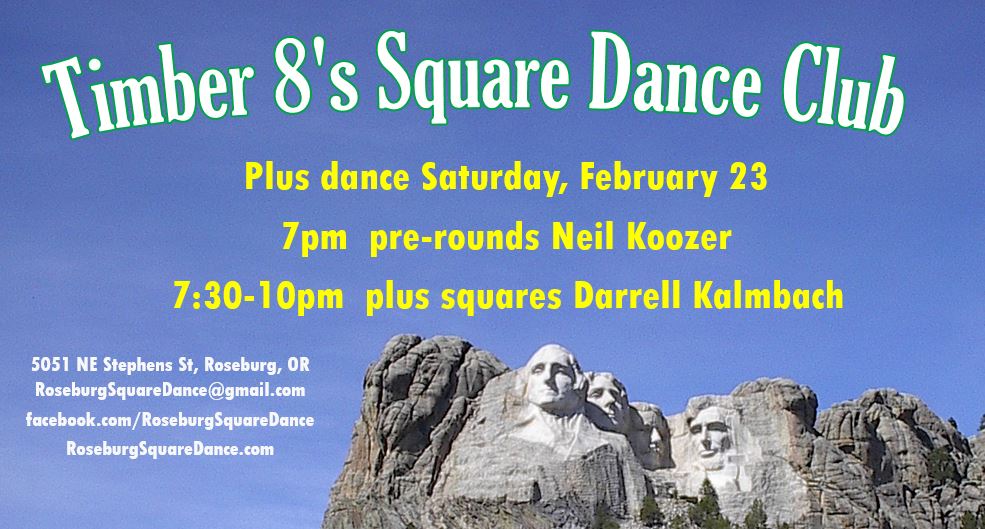 Timber 8's Square Dance Club
Plus dance Saturday, February 23
7pm pre-rounds Neil Koozer
7:30-10pm plus squares Darrell Kalmbach
5051 NE Stephens St, Roseburg, OR
RoseburgSquareDance@gmail.com
facebook.com/RoseburgSquareDance
RoseburgSquareDance.com